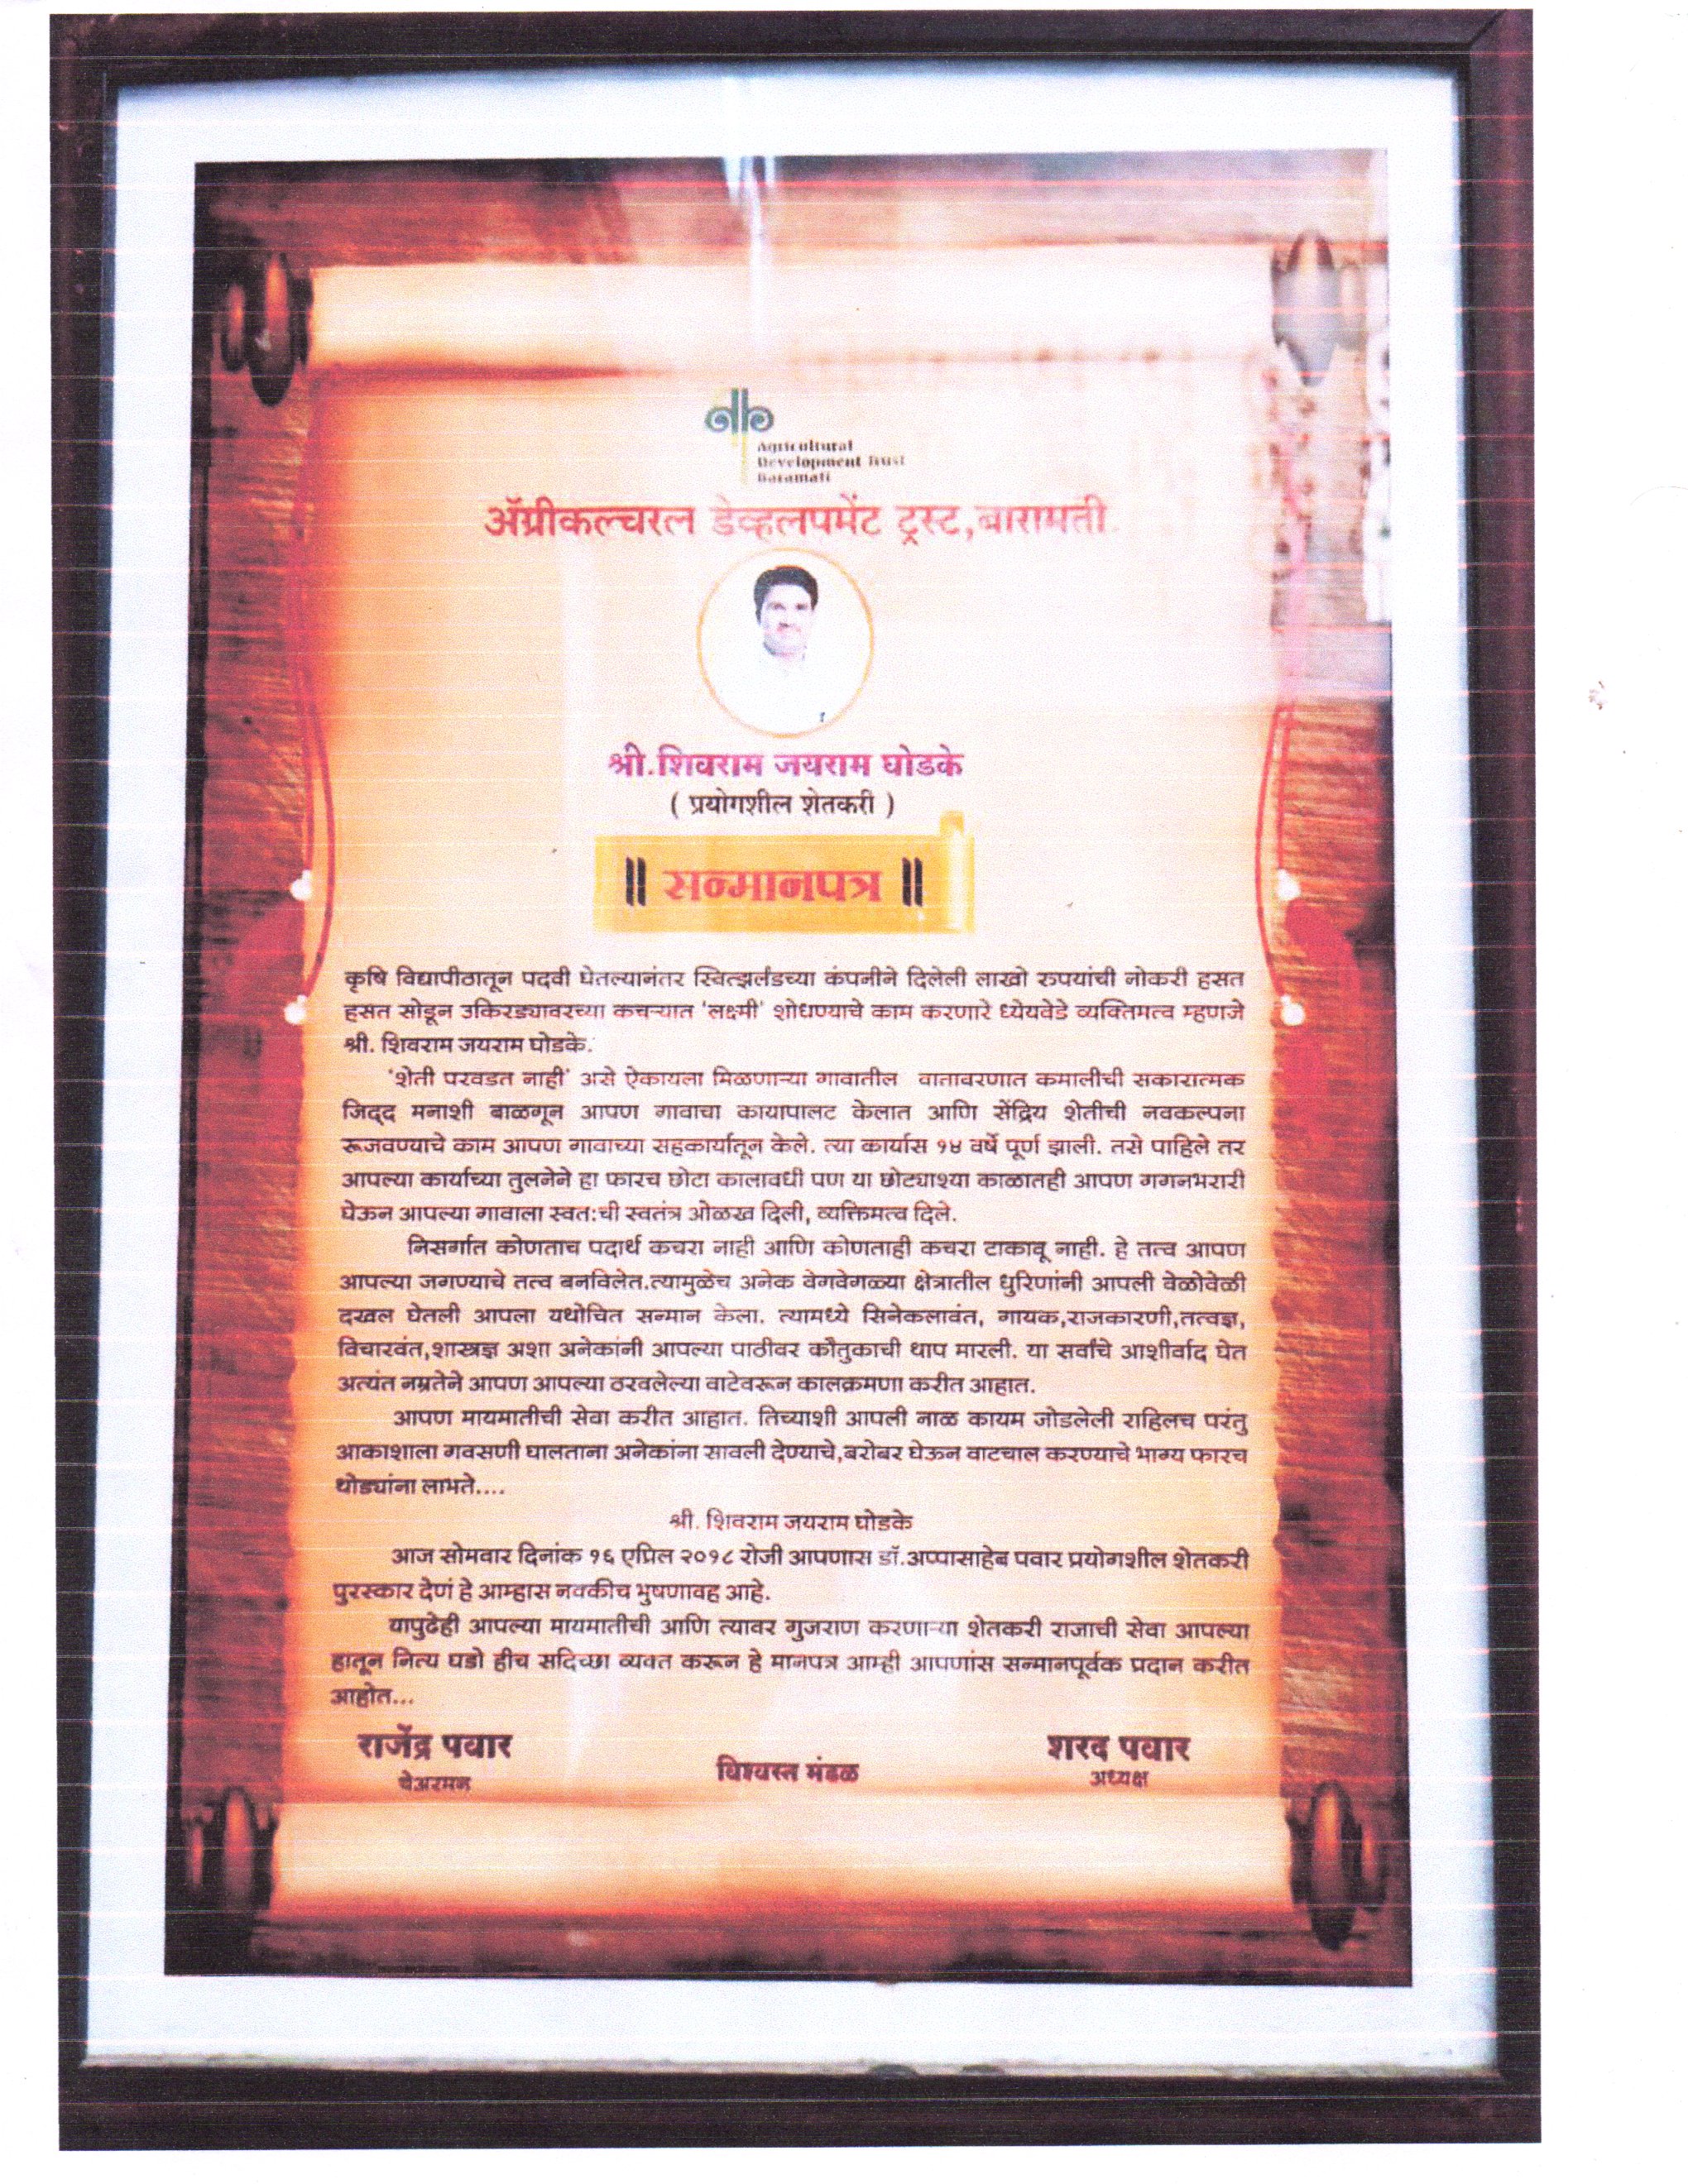 Agricultural
Development Trust
Baramati
ॲग्रीकल्चरल डेव्हलपमेंट ट्रस्ट,बारामती
श्री.शिवराम जयराम घोडके
( प्रयोगशील शेतकरी )
॥ सन्मानपत्र ॥
कृषि विद्यापीठातून पदवी घेतल्यानंतर स्वित्झर्लंडच्या कंपनीने दिलेली लाखो रुपयांची नोकरी हसत
हसत सोडून उकिरड्यावरच्या कचऱ्यात 'लक्ष्मी' शोधण्याचे काम करणारे ध्येयवेडे व्यक्तिमत्व म्हणजे
श्री. शिवराम जयराम घोडके.
'शेती परवडत नाही' असे ऐकायला मिळणाऱ्या गावातील वातावरणात कमालीची सकारात्मक
जिद्द मनाशी बाळगून आपण गावाचा कायापालट केलात आणि सेंद्रिय शेतीची नवकल्पना
रूजवण्याचे काम आपण गावाच्या सहकार्यातून केले. त्या कार्यास १४ वर्षे पूर्ण झाली. तसे पाहिले तर
आपल्या कार्याच्या तुलनेने हा फारच छोटा कालावधी पण या छोट्याश्या काळातही आपण गगनभरारी
घेऊन आपल्या गावाला स्वत:ची स्वतंत्र ओळख दिली, व्यक्तिमत्व दिले.
निसर्गात कोणताच पदार्थ कचरा नाही आणि कोणताही कचरा टाकावू नाही. हे तत्व आपण
आपल्या जगण्याचे तत्व बनविलेत.त्यामुळेच अनेक वेगवेगळ्या क्षेत्रातील धुरिणांनी आपली वेळोवेळी
दखल घेतली आपला यथोचित सन्मान केला. त्यामध्ये सिनेकलावंत, गायक,राजकारणी,तत्वज्ञ,
विचारवंत,शास्त्रज्ञ अशा अनेकांनी आपल्या पाठीवर कौतुकाची थाप मारली. या सर्वांचे आशीर्वाद घेत
अत्यंत नम्रतेने आपण आपल्या ठरवलेल्या वाटेवरून कालक्रमणा करीत आहात.
आपण मायमातीची सेवा करीत आहात. तिच्याशी आपली नाळ कायम जोडलेली राहिलच परंतु
आकाशाला गवसणी घालताना अनेकांना सावली देण्याचे,बरोबर घेऊन वाटचाल करण्याचे भाग्य फारच
थोड्यांना लाभते....
श्री. शिवराम जयराम घोडके
आज सोमवार दिनांक १६ एप्रिल २०१८ रोजी आपणास डॉ.अप्पासाहेब पवार प्रयोगशील शेतकरी
पुरस्कार देणं हे आम्हास नक्कीच भुषणावह आहे.
यापुढेही आपल्या मायमातीची आणि त्यावर गुजराण करणाऱ्या शेतकरी राजाची सेवा आपल्या
हातून नित्य घडो हीच सदिच्छा व्यक्त करून हे मानपत्र आम्ही आपणांस सन्मानपूर्वक प्रदान करीत
आहोत...
राजेंद्र पवार
चेअरमन
विश्वस्त मंडळ
शरद पवार
अध्यक्ष